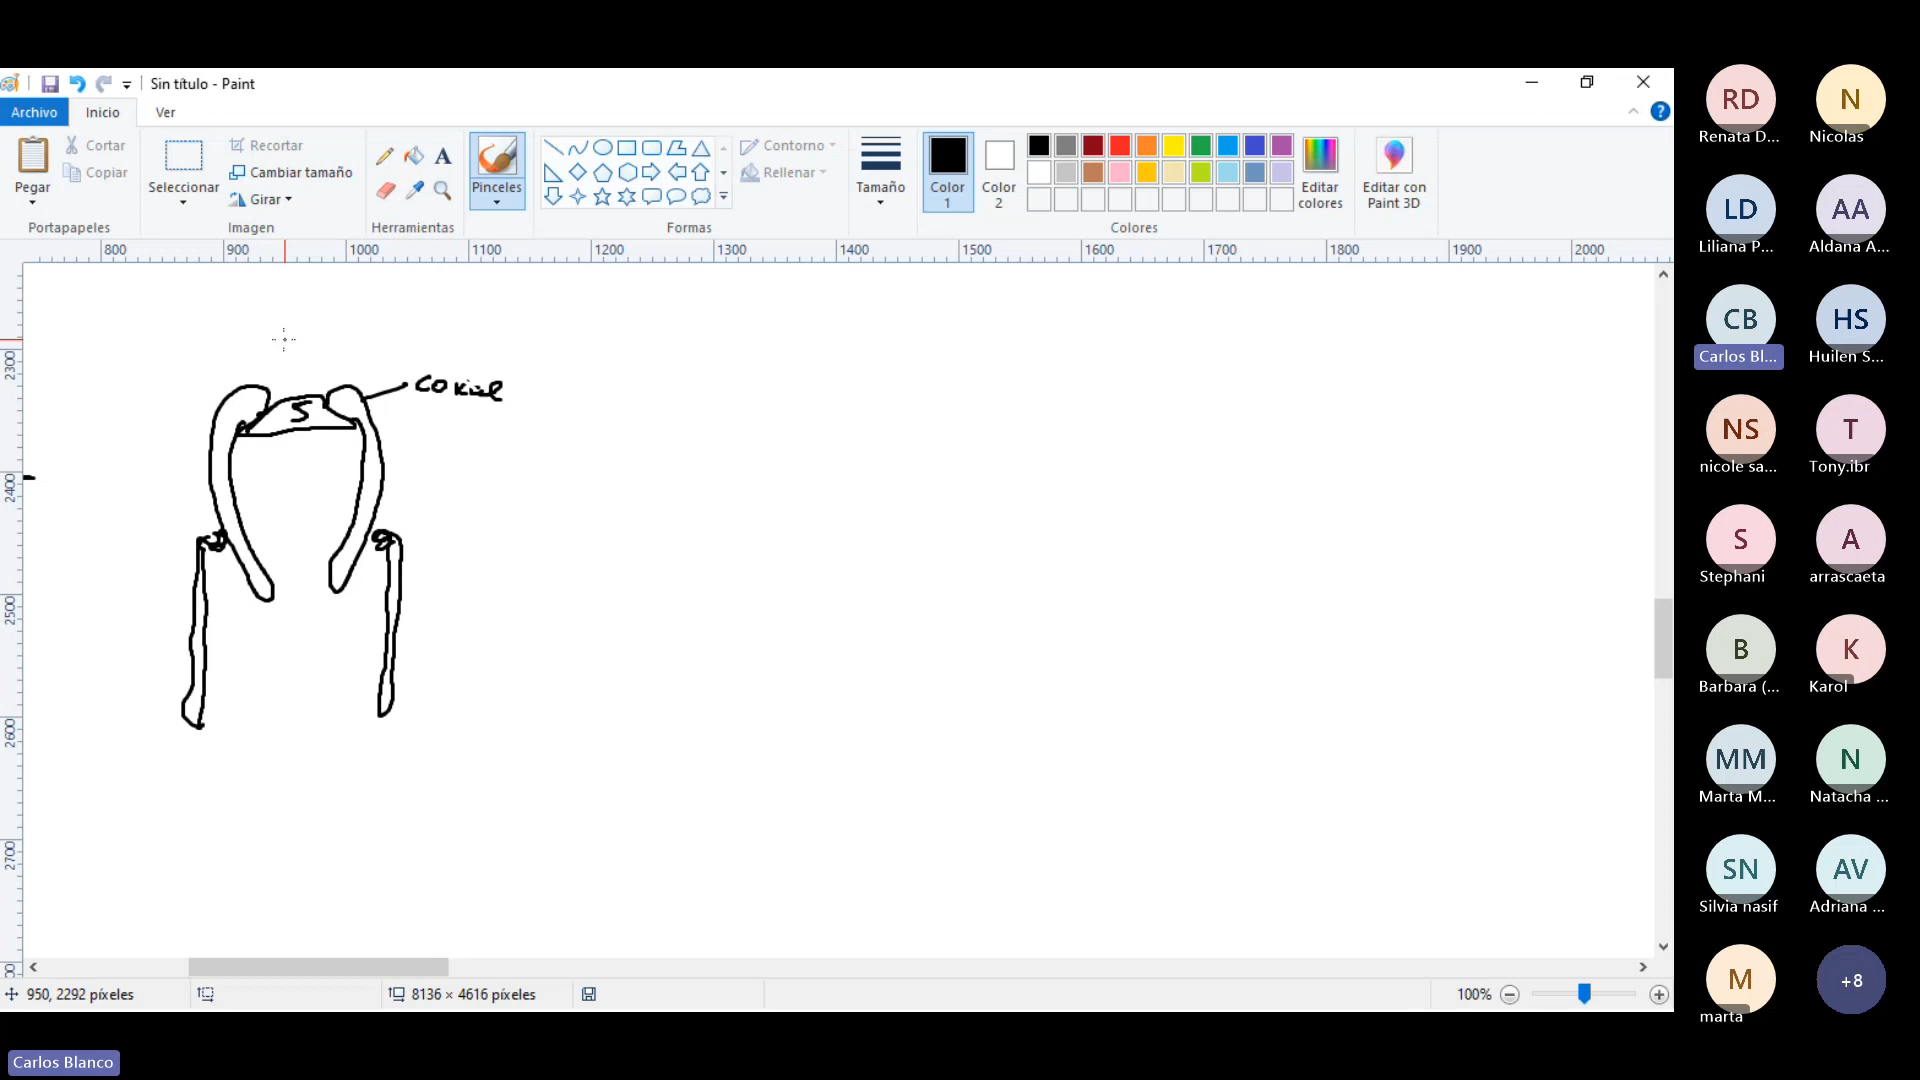 Sin título - Paint
Archivo Inicio Ver
Pegar
Cortar
Copiar
Portapapeles
Seleccionar
Recortar
Cambiar tamaño
Girar
Imagen
A
Herramientas
Pinceles
Contorno
Rellenar
Formas
Tamaño
Color 1
Color 2
Editar colores
Colores
Editar con Paint 3D
800 900 1000 1100 1200 1300 1400 1500 1600 1700 1800 1900 2000
2300
2400
2500
2600
2700
S
coxial
950, 2292 píxeles
8136 × 4616 píxeles
100%
Carlos Blanco
RD
Renata D...
N
Nicolas
LD
Liliana P...
AA
Aldana A...
CB
Carlos Bl...
HS
Huilen S...
NS
nicole sa...
T
Tony.ibr
S
Stephani
A
arrascaeta
B
Barbara (...
K
Karol
MM
Marta M...
N
Natacha ...
SN
Silvia nasif
AV
Adriana ...
M
marta
+8